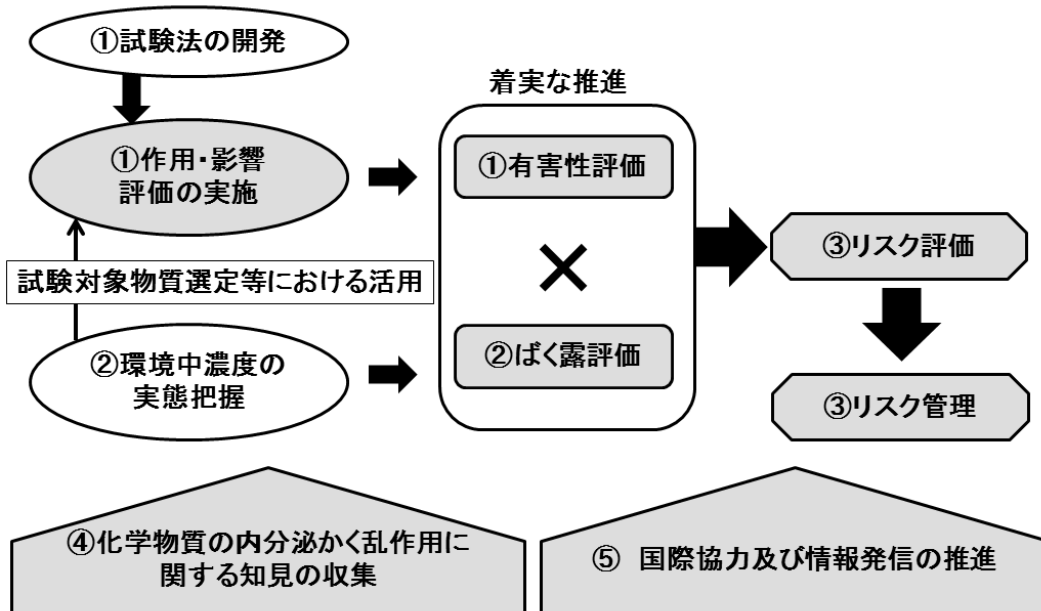 ①試験法の開発
①作用・影響
評価の実施
試験対象物質選定等における活用
②環境中濃度の
実態把握
着実な推進
①有害性評価
×
②ばく露評価
③リスク評価
③リスク管理
④化学物質の内分泌かく乱作用に
関する知見の収集
⑤ 国際協力及び情報発信の推進